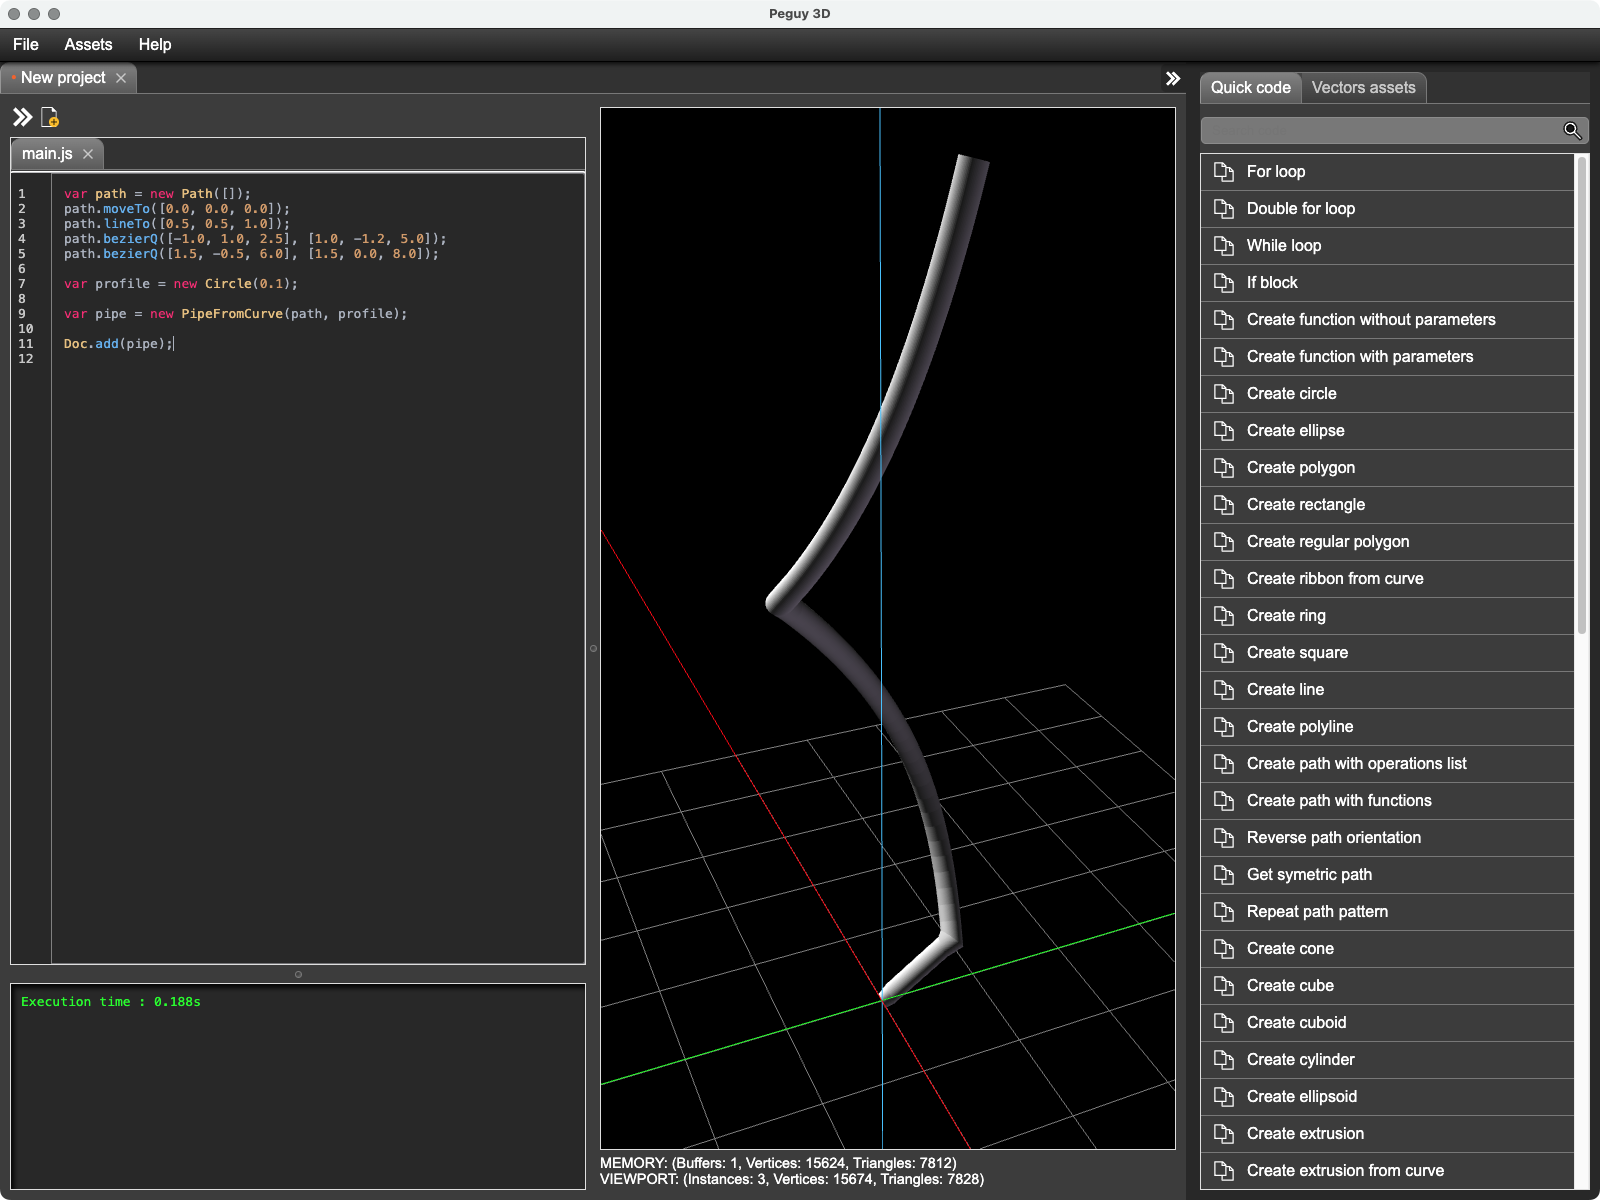 Peguy 3D
File Assets Help
New project
main.js
1 var path = new Path([]);
2 path.moveTo([0.0, 0.0, 0.0]);
3 path.lineTo([0.5, 0.5, 1.0]);
4 path.bezierQ([-1.0, 1.0, 2.5], [1.0, -1.2, 5.0]);
5 path.bezierQ([1.5, -0.5, 6.0], [1.5, 0.0, 8.0]);
6
7 var profile = new Circle(0.1);
8
9 var pipe = new PipeFromCurve(path, profile);
10
11 Doc.add(pipe);
12
Execution time : 0.188s
MEMORY: (Buffers: 1, Vertices: 15624, Triangles: 7812)
VIEWPORT: (Instances: 3, Vertices: 15674, Triangles: 7828)
Quick code Vectors assets
For loop
Double for loop
While loop
If block
Create function without parameters
Create function with parameters
Create circle
Create ellipse
Create polygon
Create rectangle
Create regular polygon
Create ribbon from curve
Create ring
Create square
Create line
Create polyline
Create path with operations list
Create path with functions
Reverse path orientation
Get symetric path
Repeat path pattern
Create cone
Create cube
Create cuboid
Create cylinder
Create ellipsoid
Create extrusion
Create extrusion from curve